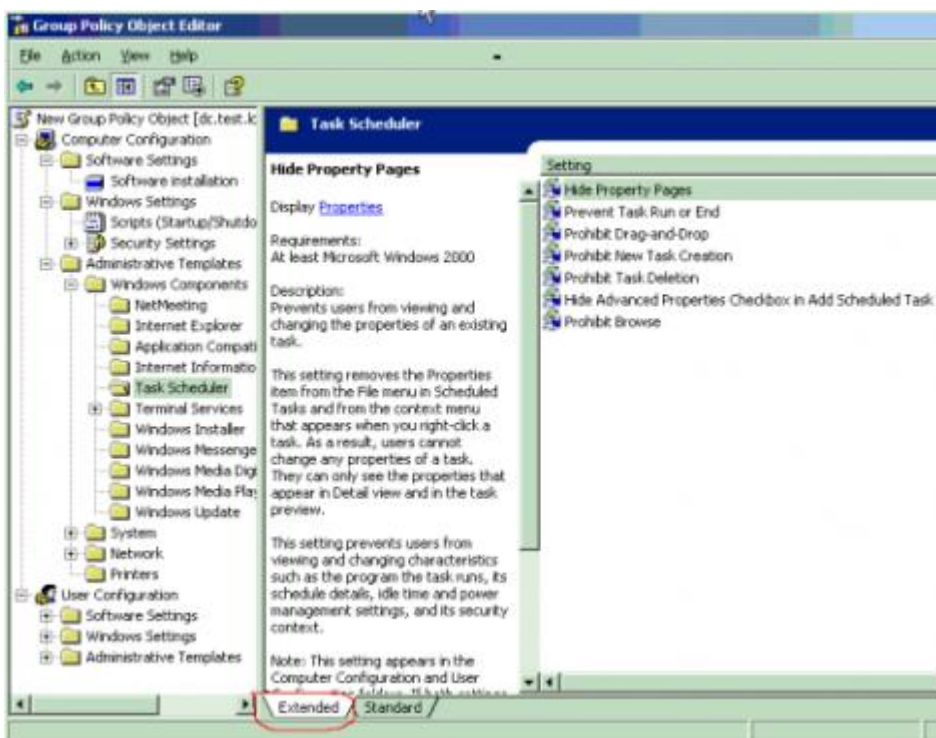 Group Policy Object Editor
File Action View Help
New Group Policy Object [dc.test.lc
Computer Configuration
Software Settings
Software installation
Windows Settings
Scripts (Startup/Shutdo
Security Settings
Administrative Templates
Windows Components
NetMeeting
Internet Explorer
Application Compati
Internet Informatio
Task Scheduler
Terminal Services
Windows Installer
Windows Messenge
Windows Media Digi
Windows Media Play
Windows Update
System
Network
Printers
User Configuration
Software Settings
Windows Settings
Administrative Templates
Task Scheduler
Hide Property Pages
Display Properties
Requirements:
At least Microsoft Windows 2000
Description:
Prevents users from viewing and
changing the properties of an existing
task.
This setting removes the Properties
item from the File menu in Scheduled
Tasks and from the context menu
that appears when you right-click a
task. As a result, users cannot
change any properties of a task.
They can only see the properties that
appear in Detail view and in the task
preview.
This setting prevents users from
viewing and changing characteristics
such as the program the task runs, its
schedule details, idle time and power
management settings, and its security
context.
Note: This setting appears in the
Computer Configuration and User
Setting
Hide Property Pages
Prevent Task Run or End
Prohibit Drag-and-Drop
Prohibit New Task Creation
Prohibit Task Deletion
Hide Advanced Properties Checkbox in Add Scheduled Task
Prohibit Browse
Extended Standard